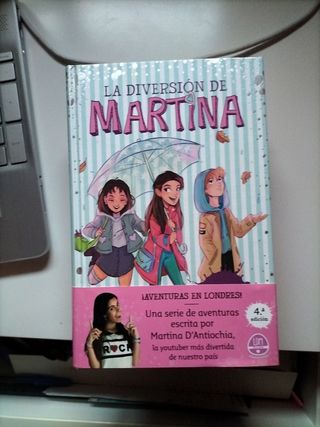 LA DIVERSIÓN DE
MARTINA
¡AVENTURAS EN LONDRES!
Una serie de aventuras
escrita por
Martina D'Antiochia,
la youtuber más divertida
de nuestro país
4.ª
edición
ROCK